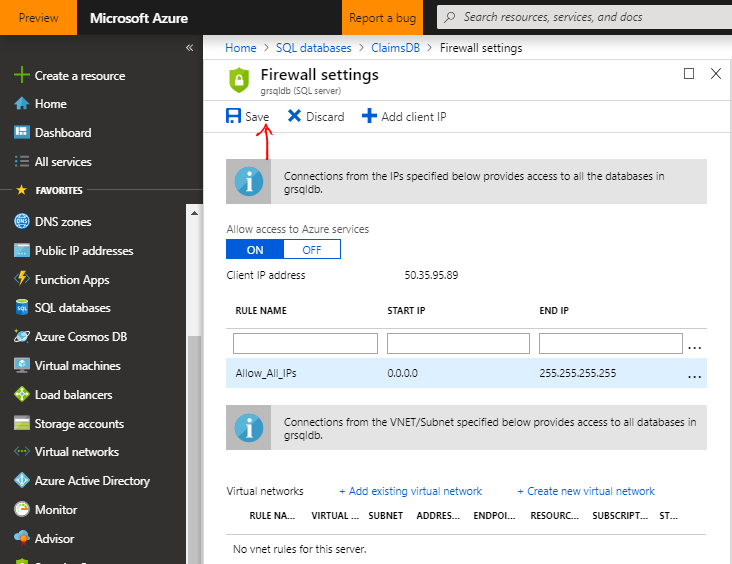 Preview
Microsoft Azure
Report a bug
Search resources, services, and docs
«
Create a resource
Home
Dashboard
All services
FAVORITES
DNS zones
Public IP addresses
Function Apps
SQL databases
Azure Cosmos DB
Virtual machines
Load balancers
Storage accounts
Virtual networks
Azure Active Directory
Monitor
Advisor
Home > SQL databases > ClaimsDB > Firewall settings
Firewall settings
grsqldb (SQL server)
Save Discard Add client IP
Connections from the IPs specified below provides access to all the databases in
grsqldb.
Allow access to Azure services
ON OFF
Client IP address 50.35.95.89
RULE NAME START IP END IP
...
Allow_All_IPs 0.0.0.0 255.255.255.255 ...
Connections from the VNET/Subnet specified below provides access to all databases in
grsqldb.
Virtual networks + Add existing virtual network + Create new virtual network
RULE NA... VIRTUAL ... SUBNET ADDRES... ENDPOI... RESOURC... SUBSCRIPT... ST...
No vnet rules for this server.